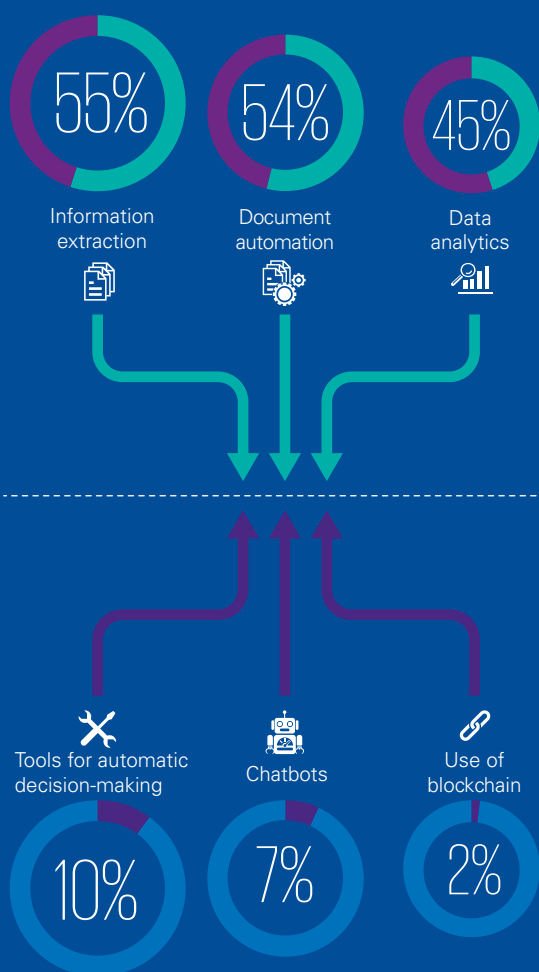 55%
54%
45%
Information
extraction
Document
automation
Data
analytics
Tools for automatic
decision-making
Chatbots
Use of
blockchain
10%
7%
2%